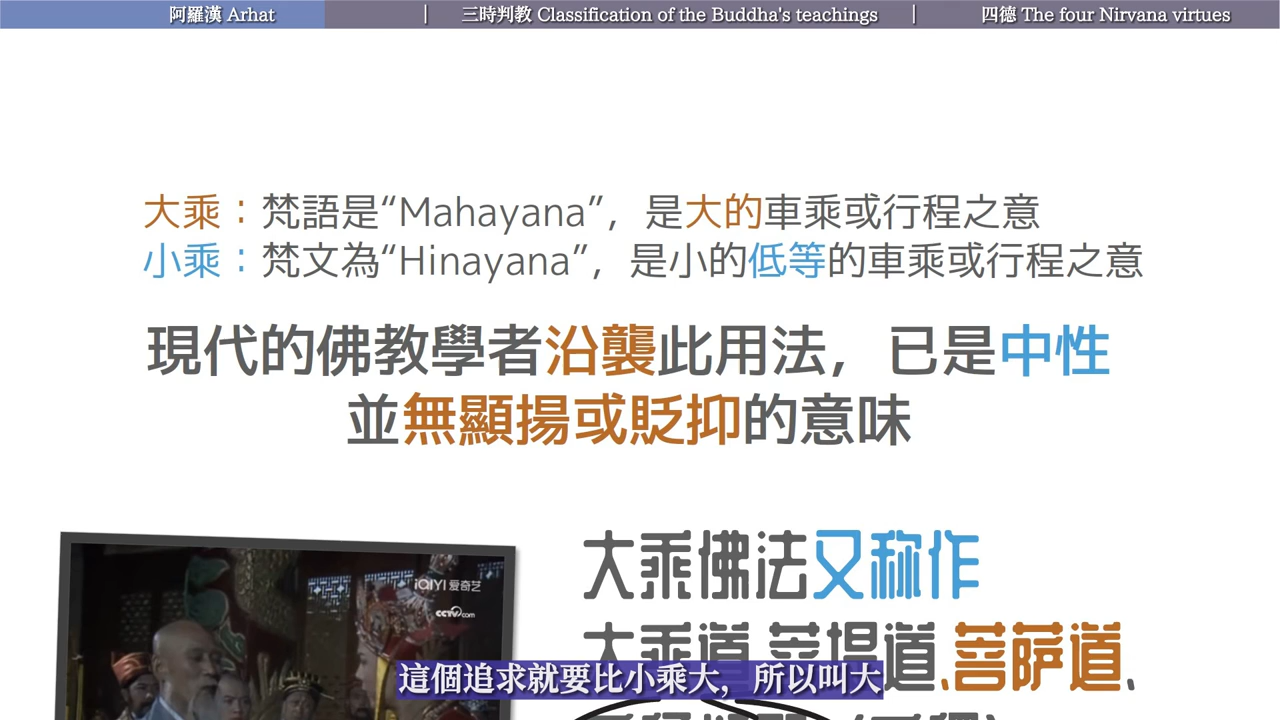 阿羅漢 Arhat | 三時判教 Classification of the Buddha's teachings | 四德 The four Nirvana virtues
大乘：梵語是“Mahayana”，是大的車乘或行程之意
小乘：梵文為“Hinayana”，是小的低等的車乘或行程之意
現代的佛教學者沿襲此用法，已是中性
並無顯揚或貶抑的意味
iQIYI 爱奇艺
CCTV.com
大乘佛法又称作
大乘道、菩提道、菩萨道、
這個追求就要比小乘大，所以叫大